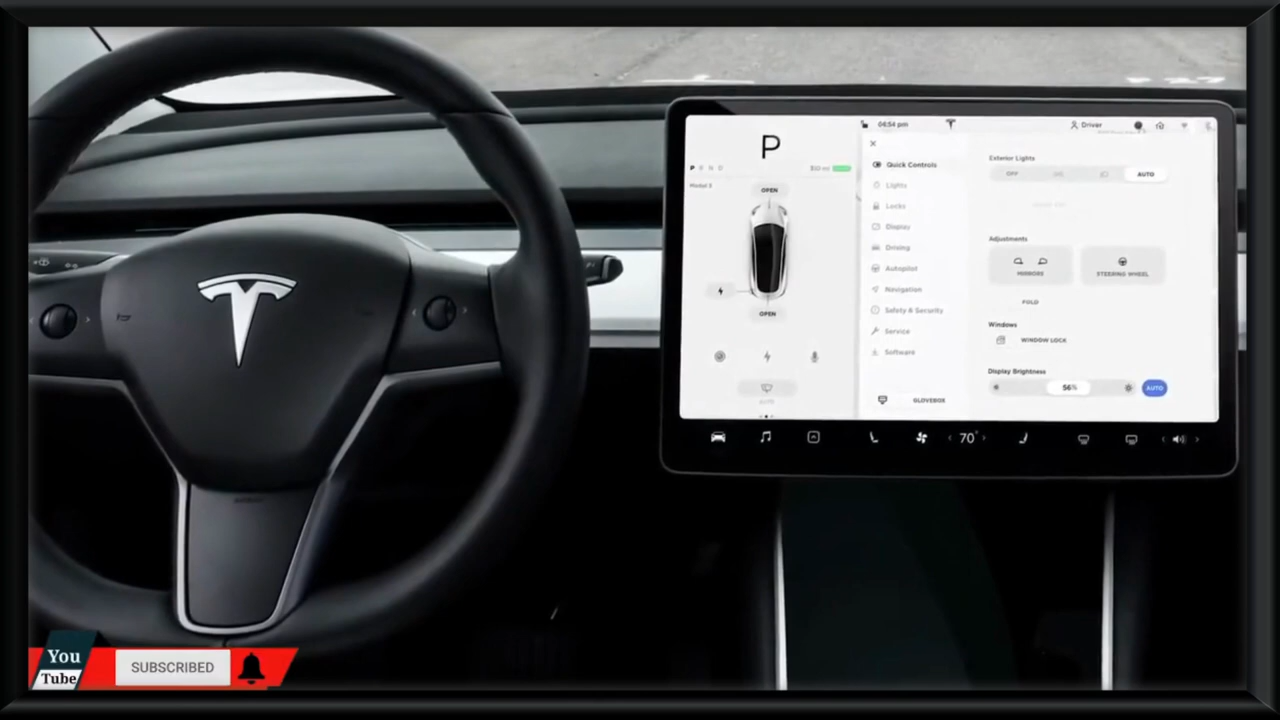 P
P R N D
Model 3
OPEN
OPEN
06:54 pm
Driver
Quick Controls
Lights
Locks
Display
Driving
Autopilot
Navigation
Safety & Security
Service
Software
GLOVEBOX
Exterior Lights
OFF
AUTO
Adjustments
MIRRORS
STEERING WHEEL
FOLD
Windows
WINDOW LOCK
Display Brightness
56%
AUTO
70°
You
Tube
SUBSCRIBED